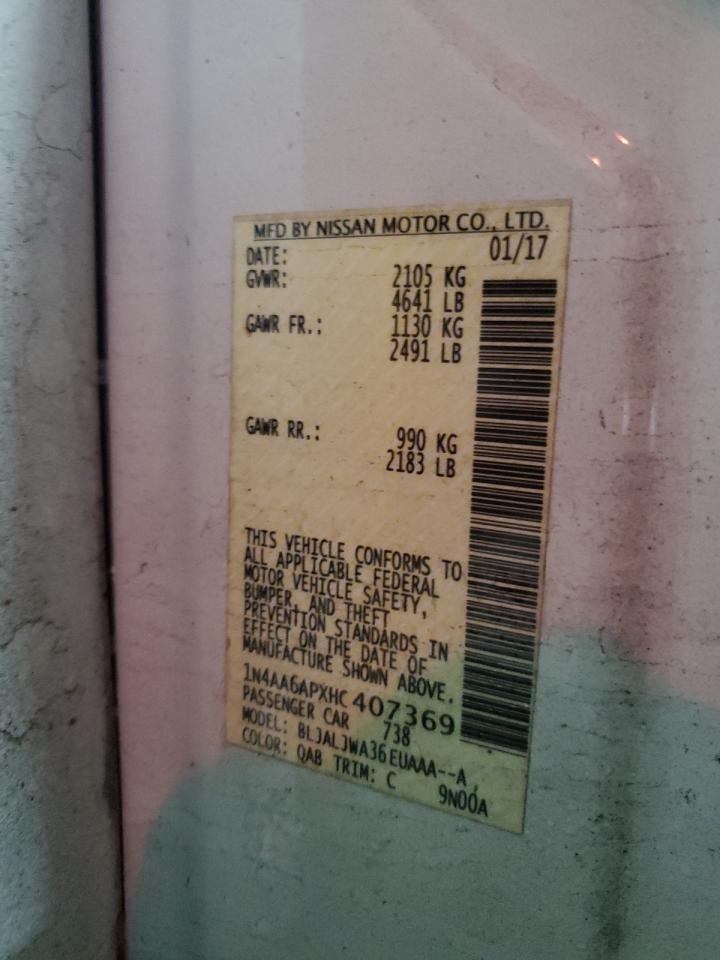 MFD BY NISSAN MOTOR CO., LTD.
DATE: 01/17
GVWR: 2105 KG
4641 LB
GAWR FR.: 1130 KG
2491 LB
GAWR RR.: 990 KG
2183 LB
THIS VEHICLE CONFORMS TO
ALL APPLICABLE FEDERAL
MOTOR VEHICLE SAFETY,
BUMPER, AND THEFT
PREVENTION STANDARDS IN
EFFECT ON THE DATE OF
MANUFACTURE SHOWN ABOVE.
1N4AA6APXHC407369
PASSENGER CAR 738
MODEL: BLJALJWA36EUAAA--A
COLOR: QAB TRIM: C 9N00A